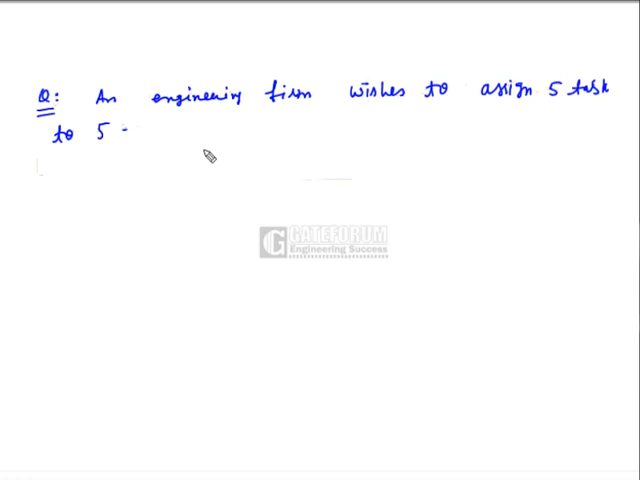 Q: An engineering firm wishes to assign 5 task
to 5 -
GATEFORUM
Engineering Success